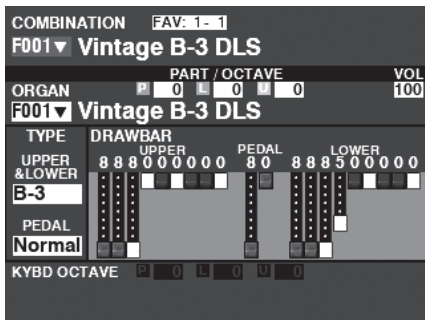 COMBINATION FAV: 1- 1
F001▼ Vintage B-3 DLS
PART / OCTAVE VOL
ORGAN P 0 L 0 U 0 100
F001▼ Vintage B-3 DLS
TYPE DRAWBAR
UPPER PEDAL LOWER
UPPER &LOWER 888000000 80 888500000
B-3
PEDAL
Normal
KYBD OCTAVE P 0 L 0 U 0